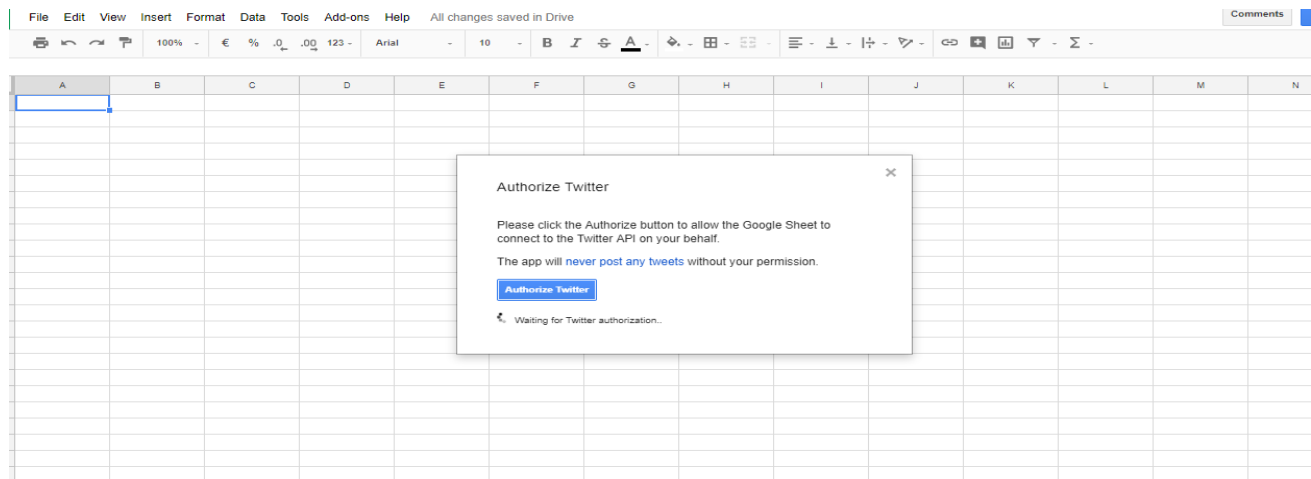 File Edit View Insert Format Data Tools Add-ons Help All changes saved in Drive
Comments
100% € % .0 .00 123 Arial 10 B I S A Σ
A B C D E F G H I J K L M N
Authorize Twitter
Please click the Authorize button to allow the Google Sheet to
connect to the Twitter API on your behalf.
The app will never post any tweets without your permission.
Authorize Twitter
Waiting for Twitter authorization..